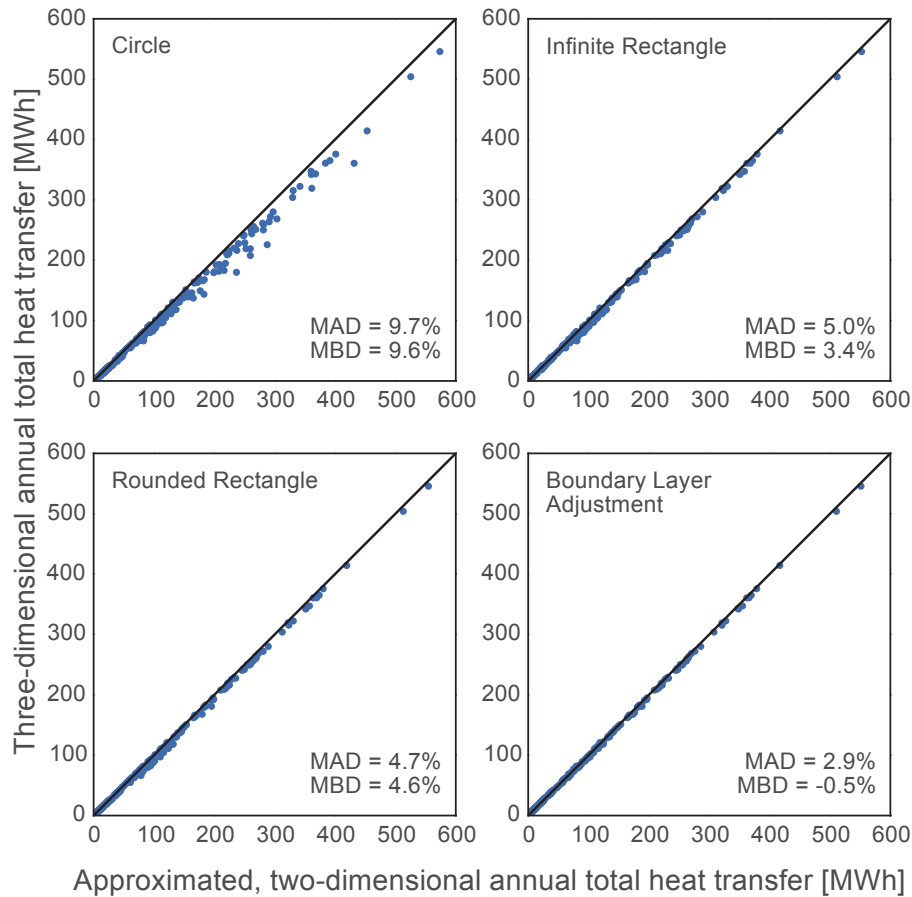 Three-dimensional annual total heat transfer [MWh]
600
500
400
300
200
100
0
Circle
MAD = 9.7%
MBD = 9.6%
0 100 200 300 400 500 600
600
500
400
300
200
100
0
Infinite Rectangle
MAD = 5.0%
MBD = 3.4%
0 100 200 300 400 500 600
600
500
400
300
200
100
0
Rounded Rectangle
MAD = 4.7%
MBD = 4.6%
0 100 200 300 400 500 600
600
500
400
300
200
100
0
Boundary Layer
Adjustment
MAD = 2.9%
MBD = -0.5%
0 100 200 300 400 500 600
Approximated, two-dimensional annual total heat transfer [MWh]